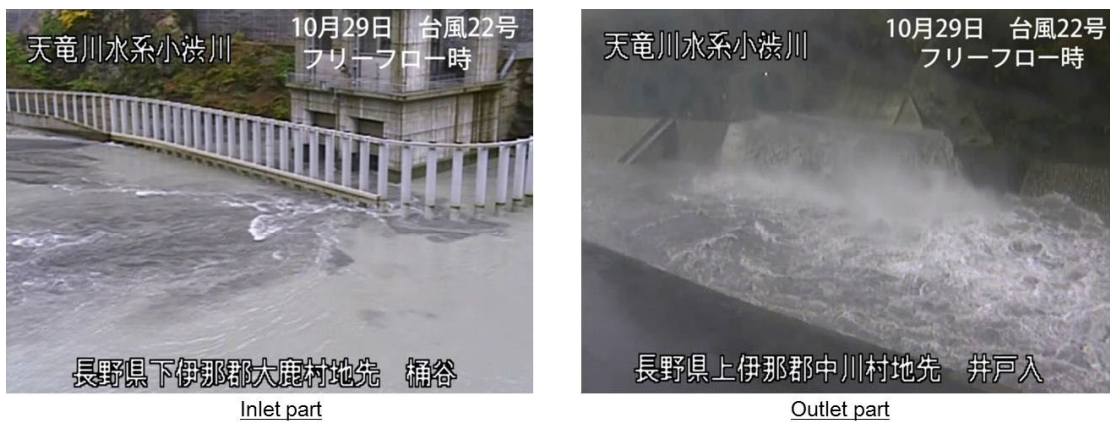 天竜川水系小渋川
10月29日 台風22号
フリーフロー時
長野県下伊那郡大鹿村地先 桶谷
Inlet part
天竜川水系小渋川
10月29日 台風22号
フリーフロー時
長野県上伊那郡中川村地先 井戸入
Outlet part